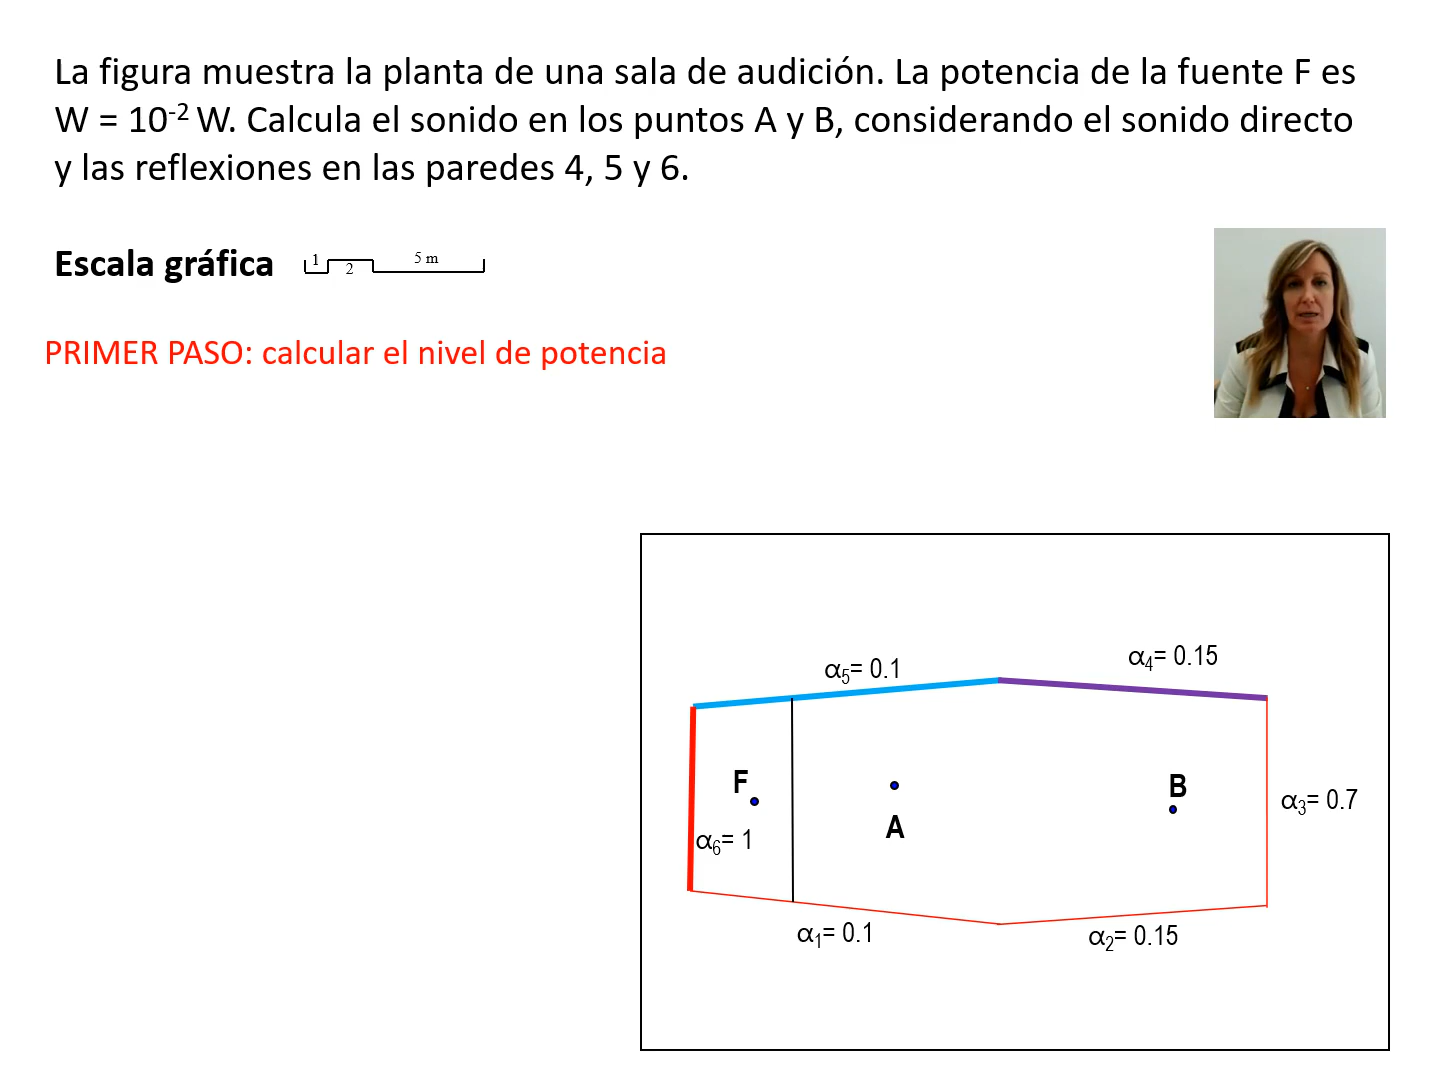 La figura muestra la planta de una sala de audición. La potencia de la fuente F es
W = 10⁻² W. Calcula el sonido en los puntos A y B, considerando el sonido directo
y las reflexiones en las paredes 4, 5 y 6.
Escala gráfica
1
2
5 m
PRIMER PASO: calcular el nivel de potencia
α₅= 0.1
α₄= 0.15
F
A
B
α₆= 1
α₃= 0.7
α₁= 0.1
α₂= 0.15